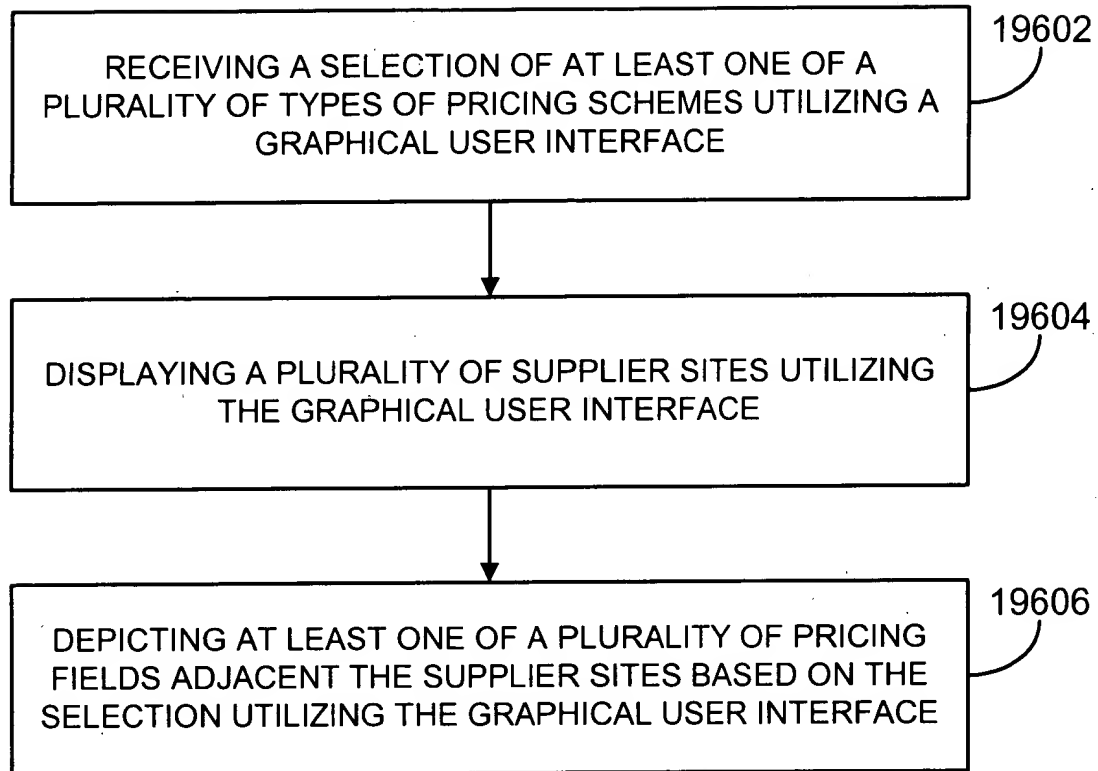 19602
RECEIVING A SELECTION OF AT LEAST ONE OF A
PLURALITY OF TYPES OF PRICING SCHEMES UTILIZING A
GRAPHICAL USER INTERFACE
19604
DISPLAYING A PLURALITY OF SUPPLIER SITES UTILIZING
THE GRAPHICAL USER INTERFACE
19606
DEPICTING AT LEAST ONE OF A PLURALITY OF PRICING
FIELDS ADJACENT THE SUPPLIER SITES BASED ON THE
SELECTION UTILIZING THE GRAPHICAL USER INTERFACE